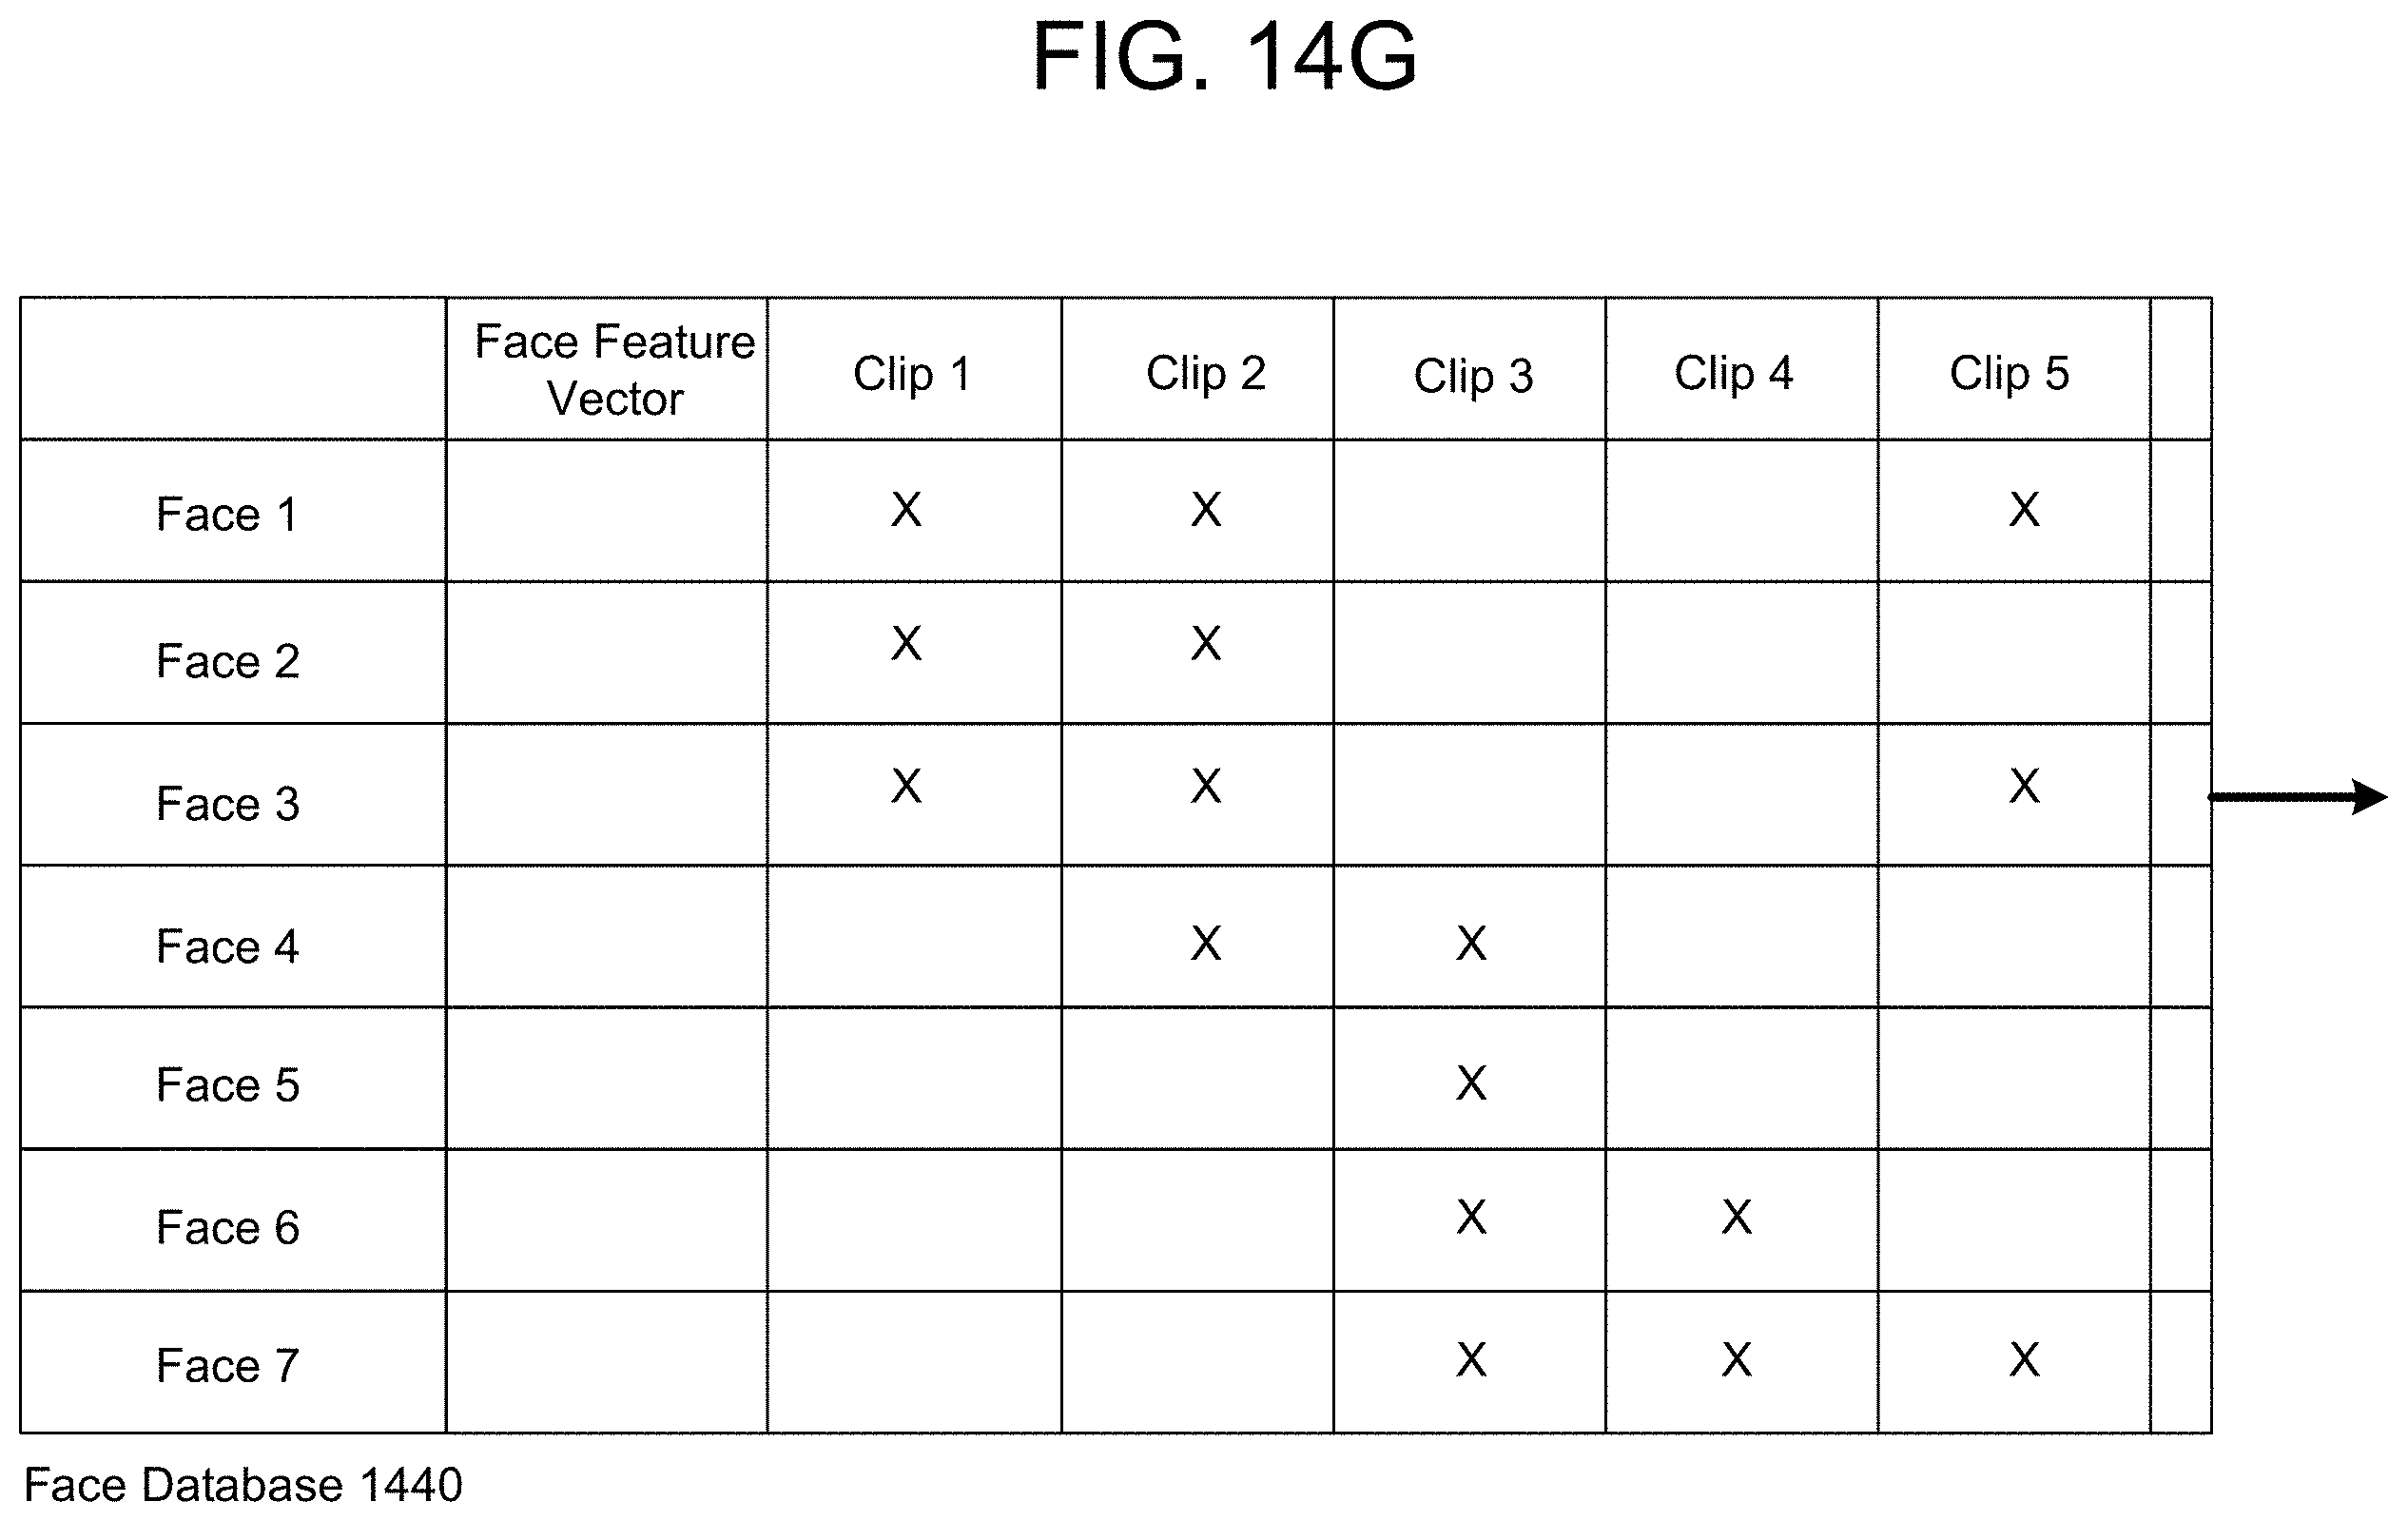 FIG. 14G
Face Feature
Vector
Clip 1 Clip 2 Clip 3 Clip 4 Clip 5
Face 1 X X X
Face 2 X X
Face 3 X X X
Face 4 X X
Face 5 X
Face 6 X X
Face 7 X X X
Face Database 1440